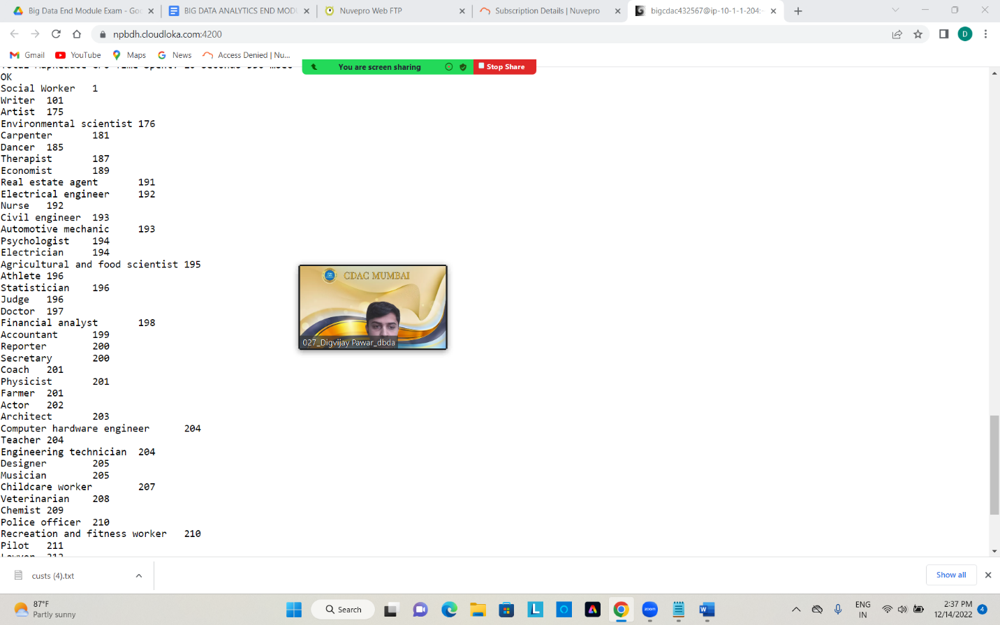 Big Data End Module Exam - Goo
BIG DATA ANALYTICS END MODU
Nuvepro Web FTP
Subscription Details | Nuvepro
bigcdac432567@ip-10-1-1-204:~
npbdh.cloudloka.com:4200
D
Gmail
YouTube
Maps
News
Access Denied | Nu...
You are screen sharing
Stop Share
OK
Social Worker 1
Writer 101
Artist 175
Environmental scientist 176
Carpenter 181
Dancer 185
Therapist 187
Economist 189
Real estate agent 191
Electrical engineer 192
Nurse 192
Civil engineer 193
Automotive mechanic 193
Psychologist 194
Electrician 194
Agricultural and food scientist 195
Athlete 196
Statistician 196
Judge 196
Doctor 197
Financial analyst 198
Accountant 199
Reporter 200
Secretary 200
Coach 201
Physicist 201
Farmer 201
Actor 202
Architect 203
Computer hardware engineer 204
Teacher 204
Engineering technician 204
Designer 205
Musician 205
Childcare worker 207
Veterinarian 208
Chemist 209
Police officer 210
Recreation and fitness worker 210
Pilot 211
CDAC MUMBAI
027_Digvijay Pawar_dbda
custs (4).txt
Show all
87°F
Partly sunny
Search
zoom
ENG
IN
2:37 PM
12/14/2022
4